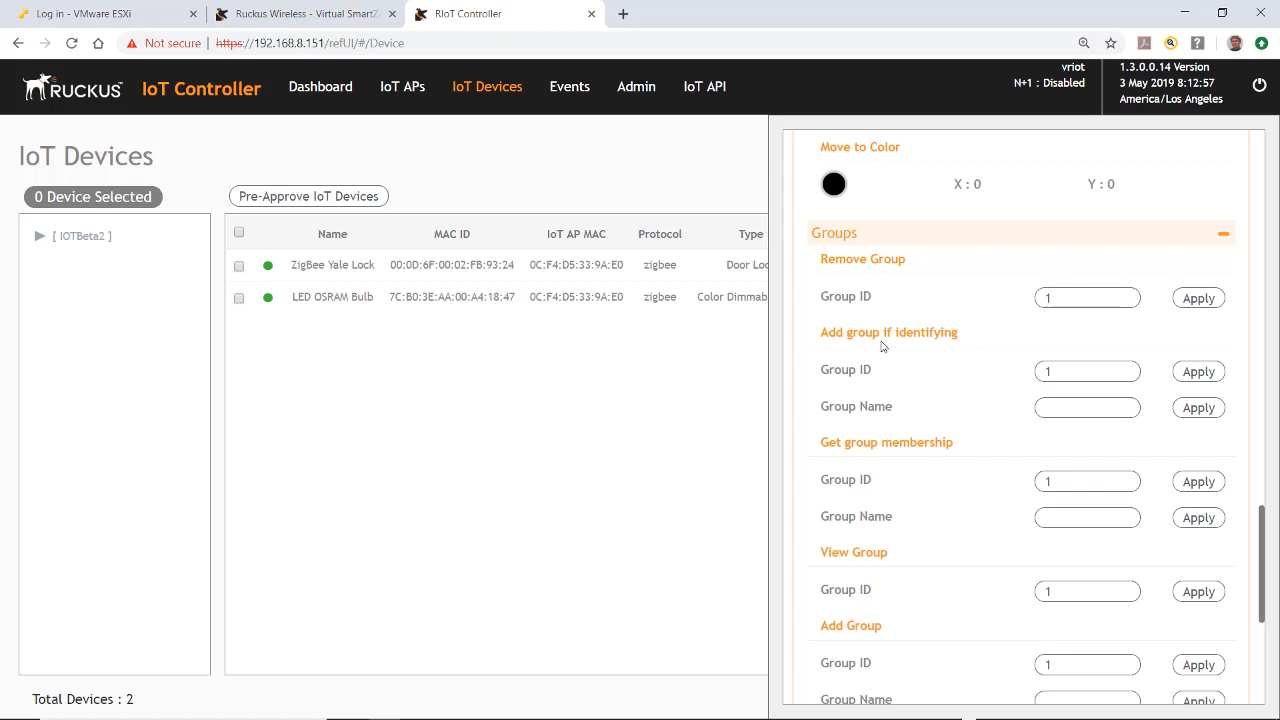 Log in - VMware ESXi
Ruckus Wireless - Virtual SmartZ
RIoT Controller
Not secure
https://192.168.8.151/refUI/#/Device
RUCKUS™ IoT Controller
Dashboard
IoT APs
IoT Devices
Events
Admin
IoT API
vriot
N+1 : Disabled
1.3.0.0.14 Version
3 May 2019 8:12:57
America/Los Angeles
IoT Devices
0 Device Selected
Pre-Approve IoT Devices
[ IOTBeta2 ]
Name MAC ID IoT AP MAC Protocol Type
ZigBee Yale Lock 00:0D:6F:00:02:FB:93:24 0C:F4:D5:33:9A:E0 zigbee Door Loc
LED OSRAM Bulb 7C:B0:3E:AA:00:A4:18:47 0C:F4:D5:33:9A:E0 zigbee Color Dimmab
Total Devices : 2
Move to Color
X : 0 Y : 0
Groups
Remove Group
Group ID 1 Apply
Add group if identifying
Group ID 1 Apply
Group Name Apply
Get group membership
Group ID 1 Apply
Group Name Apply
View Group
Group ID 1 Apply
Add Group
Group ID 1 Apply
Group Name Apply